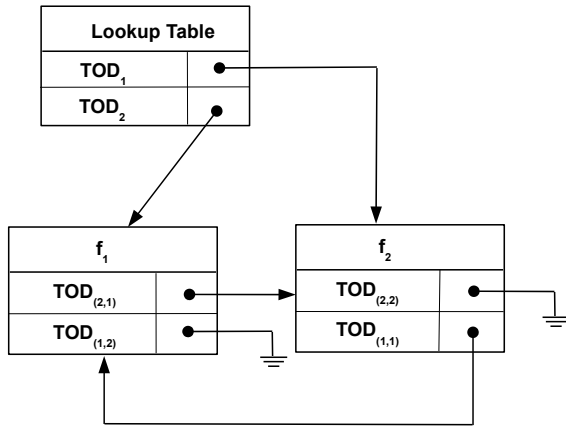 Lookup Table
TOD₁
TOD₂
f₁
TOD₍₂,₁₎
TOD₍₁,₂₎
f₂
TOD₍₂,₂₎
TOD₍₁,₁₎